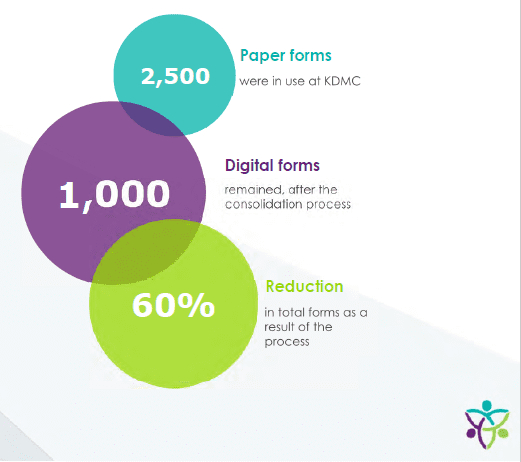 2,500
Paper forms
were in use at KDMC
1,000
Digital forms
remained, after the
consolidation process
60%
Reduction
in total forms as a
result of the
process